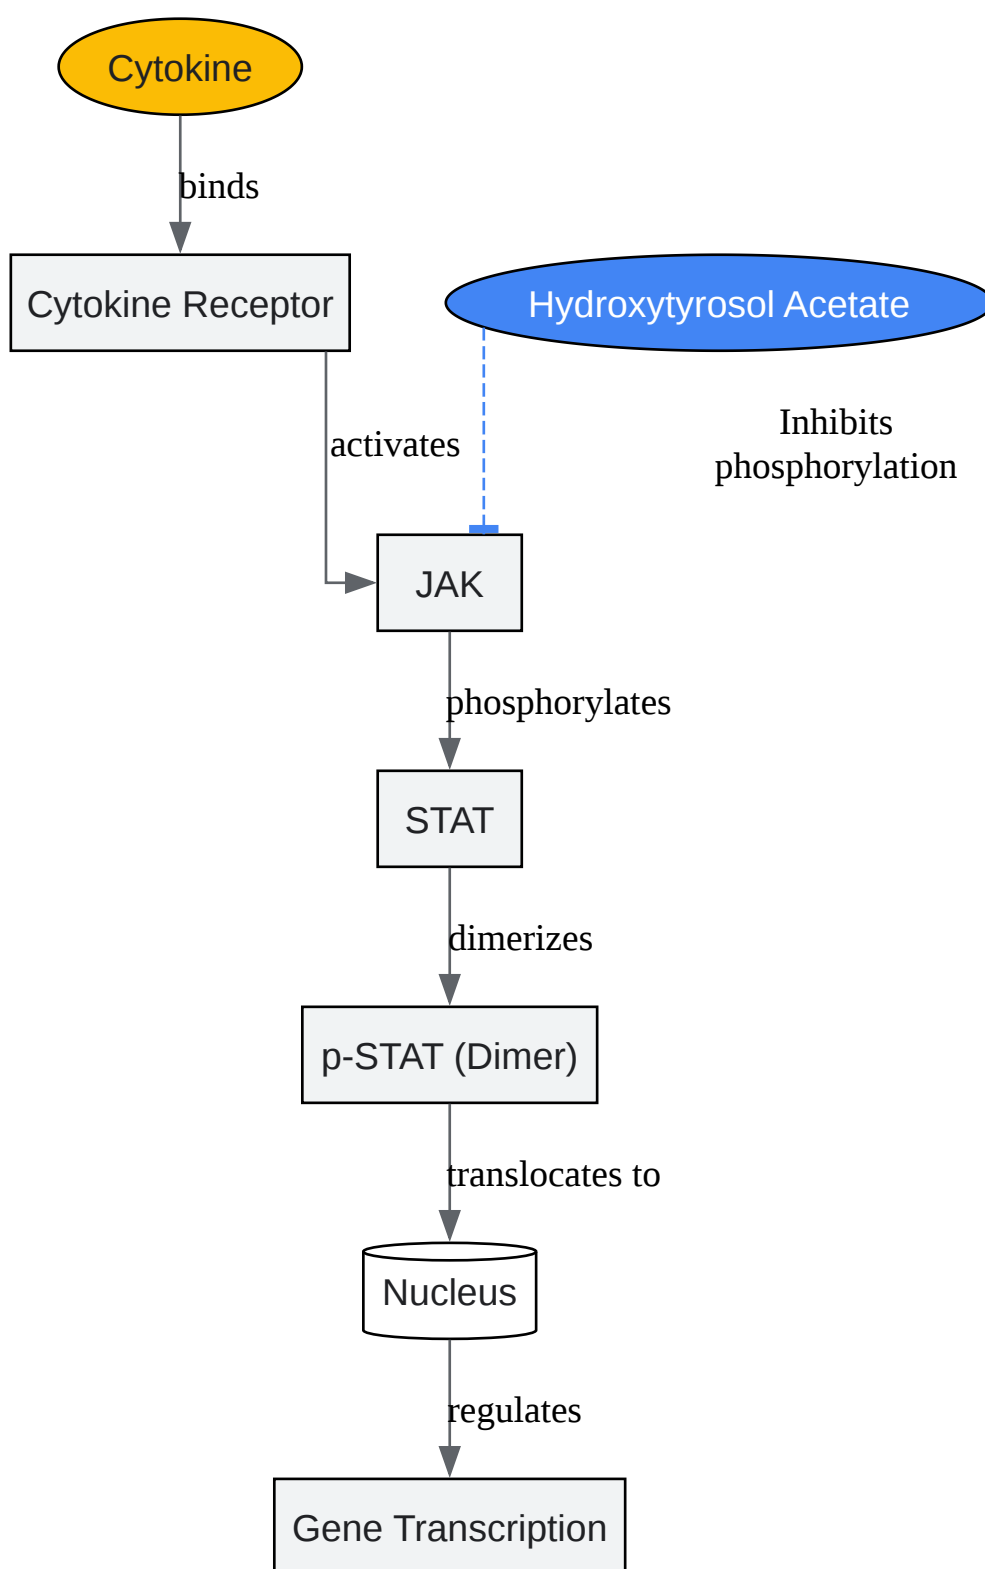 Cytokine
binds
Cytokine Receptor
Hydroxytyrosol Acetate
activates
Inhibits
phosphorylation
JAK
phosphorylates
STAT
dimerizes
p-STAT (Dimer)
translocates to
Nucleus
regulates
Gene Transcription